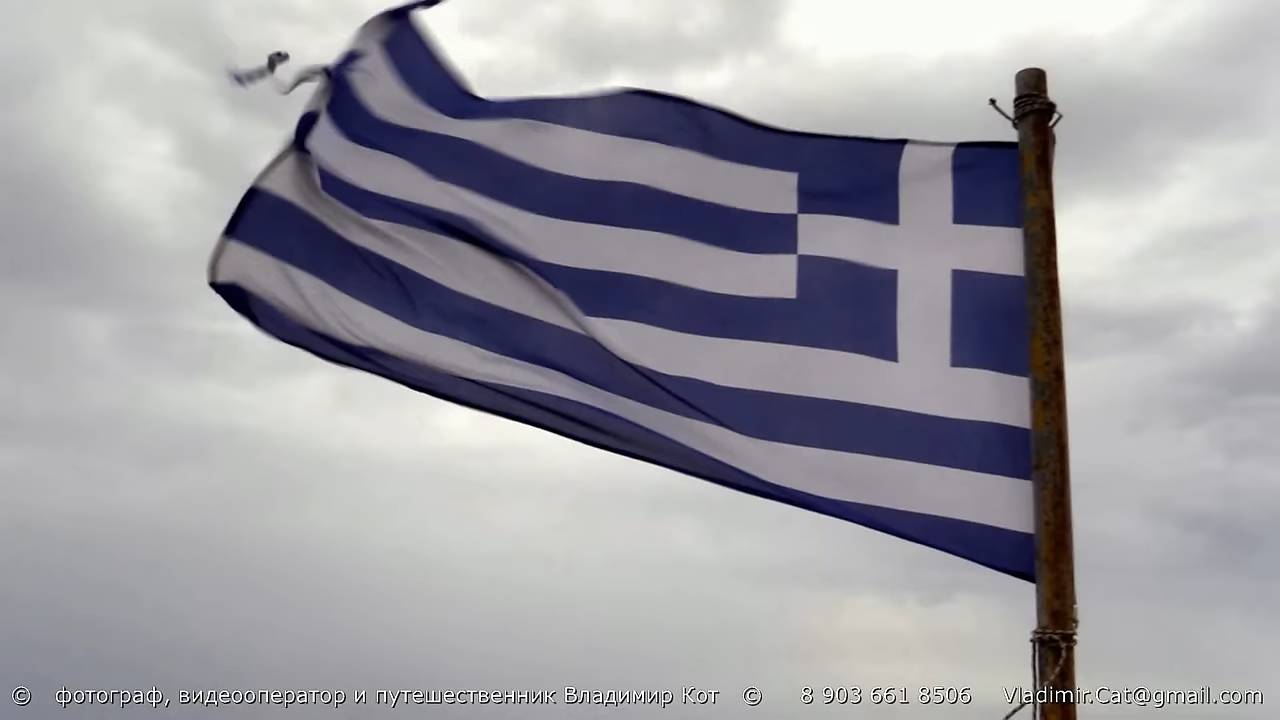 © фотограф, видеооператор и путешественник Владимир Кот © 8 903 661 8506 Vladimir.Cat@gmail.com